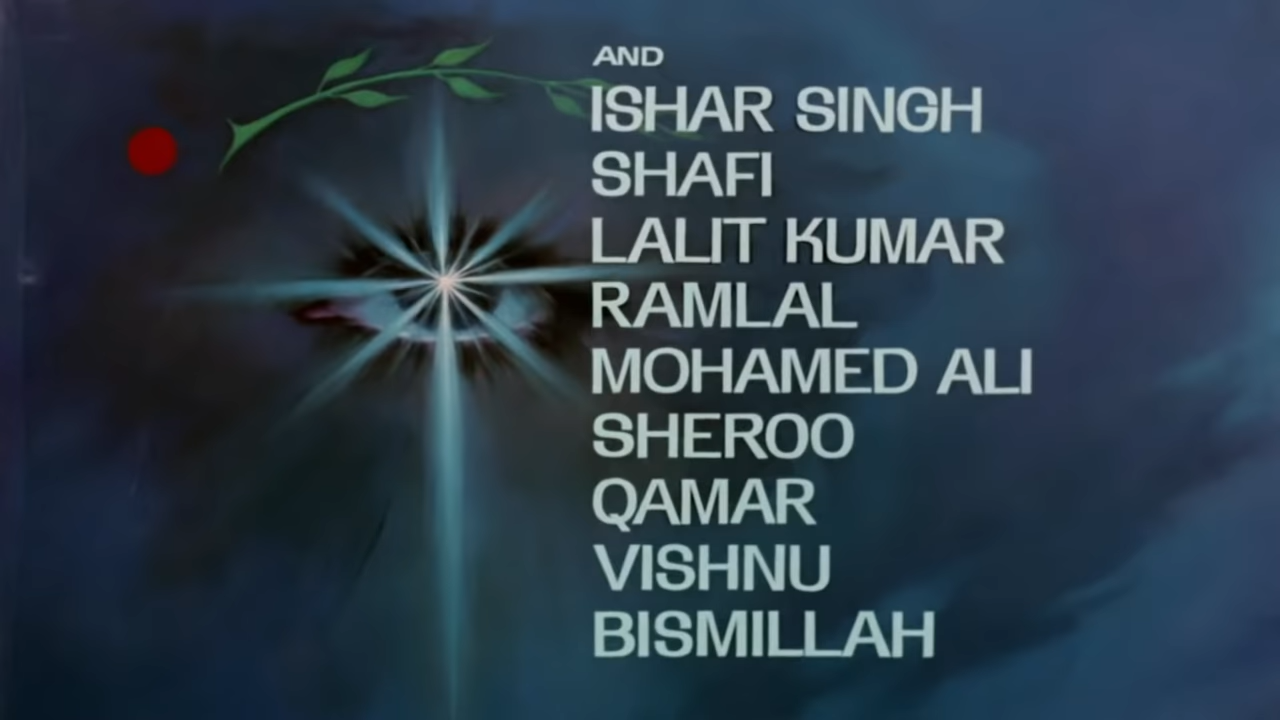 AND
ISHAR SINGH
SHAFI
LALIT KUMAR
RAMLAL
MOHAMED ALI
SHEROO
QAMAR
VISHNU
BISMILLAH